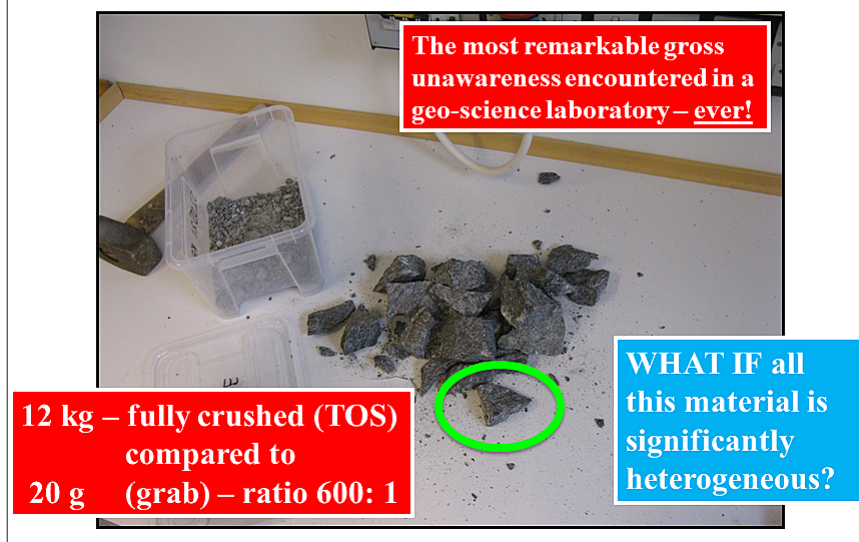 The most remarkable gross
unawareness encountered in a
geo-science laboratory – ever!
12 kg – fully crushed (TOS)
compared to
20 g (grab) – ratio 600: 1
WHAT IF all
this material is
significantly
heterogeneous?